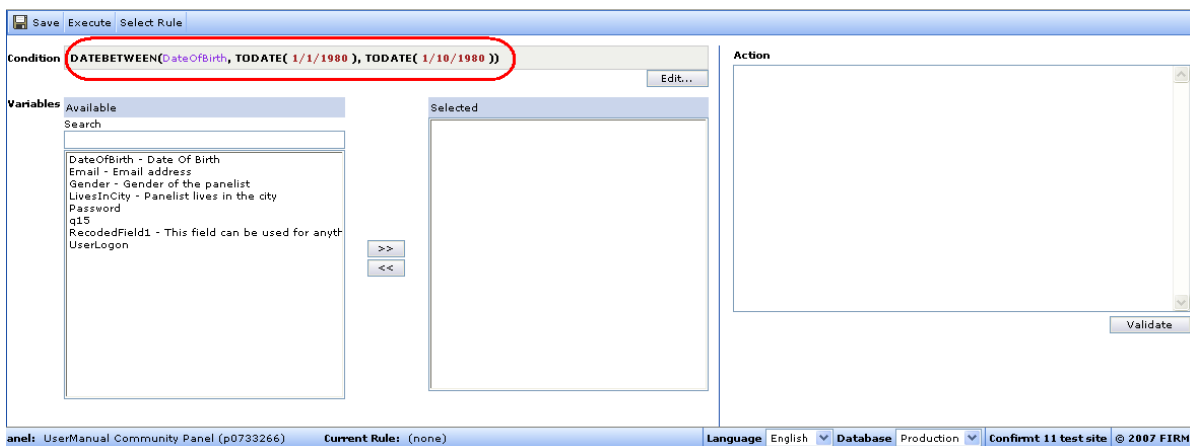 Save Execute Select Rule
Condition DATEBETWEEN(DateOfBirth, TODATE( 1/1/1980 ), TODATE( 1/10/1980 ))
Edit...
Variables Available
Search
DateOfBirth - Date Of Birth
Email - Email address
Gender - Gender of the panelist
LivesInCity - Panelist lives in the city
Password
q15
RecodedField1 - This field can be used for anyth
UserLogon
>>
<<
Selected
Action
Validate
anel: UserManual Community Panel (p0733266) Current Rule: (none) Language English Database Production Confirmt 11 test site © 2007 FIRM